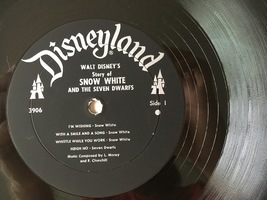 Disneyland
WALT DISNEY'S
Story of
SNOW WHITE
AND THE SEVEN DWARFS
3906
Side 1
I'M WISHING - Snow White
WITH A SMILE AND A SONG - Snow White
WHISTLE WHILE YOU WORK - Snow White
HEIGH HO - Seven Dwarfs
Music Composed by L. Morey
and F. Churchill